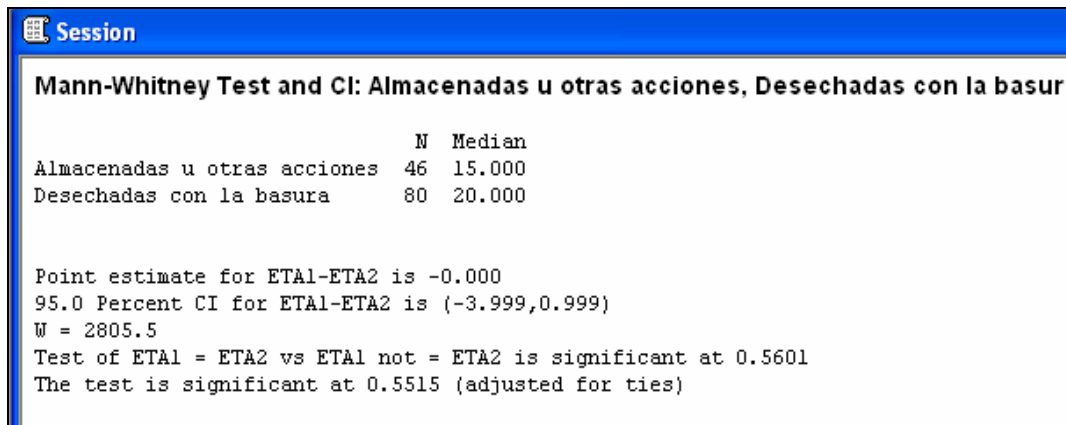 Session
Mann-Whitney Test and CI: Almacenadas u otras acciones, Desechadas con la basur
N Median
Almacenadas u otras acciones 46 15.000
Desechadas con la basura 80 20.000
Point estimate for ETA1-ETA2 is -0.000
95.0 Percent CI for ETA1-ETA2 is (-3.999,0.999)
W = 2805.5
Test of ETA1 = ETA2 vs ETA1 not = ETA2 is significant at 0.5601
The test is significant at 0.5515 (adjusted for ties)